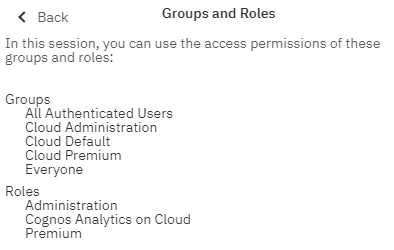 Back
Groups and Roles
In this session, you can use the access permissions of these
groups and roles:
Groups
All Authenticated Users
Cloud Administration
Cloud Default
Cloud Premium
Everyone
Roles
Administration
Cognos Analytics on Cloud
Premium